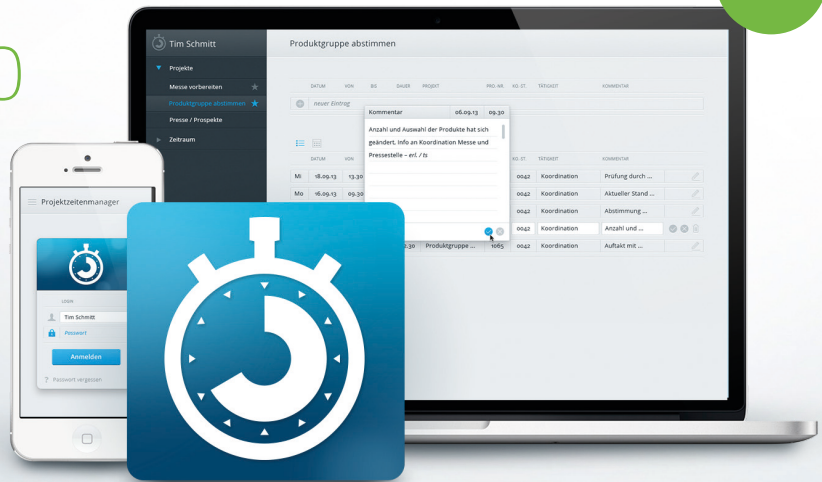 Tim Schmitt
Produktgruppe abstimmen
Projekte
Messe vorbereiten
Produktgruppe abstimmen
Presse / Prospekte
Zeitraum
DATUM VON BIS DAUER PROJEKT PRO.-NR. KO.-ST. TÄTIGKEIT KOMMENTAR
neuer Eintrag
Kommentar 06.09.13 09.30
Anzahl und Auswahl der Produkte hat sich
geändert, Info an Koordination Messe und
Pressestelle – erl. / ts
DATUM VON KO.-ST. TÄTIGKEIT KOMMENTAR
Mi 18.09.13 13.30 0042 Koordination Prüfung durch ...
Mo 16.09.13 09.30 0042 Koordination Aktueller Stand ...
0042 Koordination Abstimmung ...
0042 Koordination Anzahl und ...
2.30 Produktgruppe ... 1065 0042 Koordination Auftakt mit ...
Projektzeitenmanager
LOGIN
Tim Schmitt
Passwort
Anmelden
? Passwort vergessen